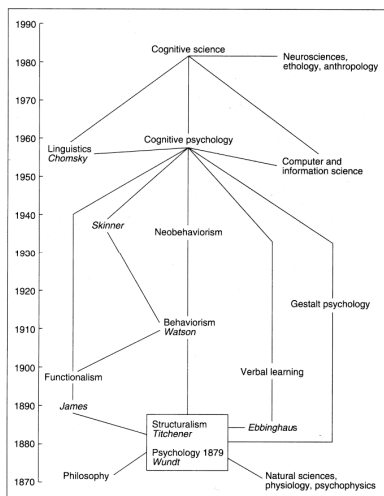 1990
Cognitive science
Neurosciences,
ethology, anthropology
1980
1970
1960
Linguistics
Chomsky
Cognitive psychology
Computer and
information science
1950
1940
Skinner
Neobehaviorism
1930
1920
Gestalt psychology
1910
Behaviorism
Watson
1900
Functionalism
Verbal learning
1890
James
Structuralism
Titchener
Ebbinghaus
1880
Psychology 1879
Wundt
1870
Philosophy
Natural sciences,
physiology, psychophysics